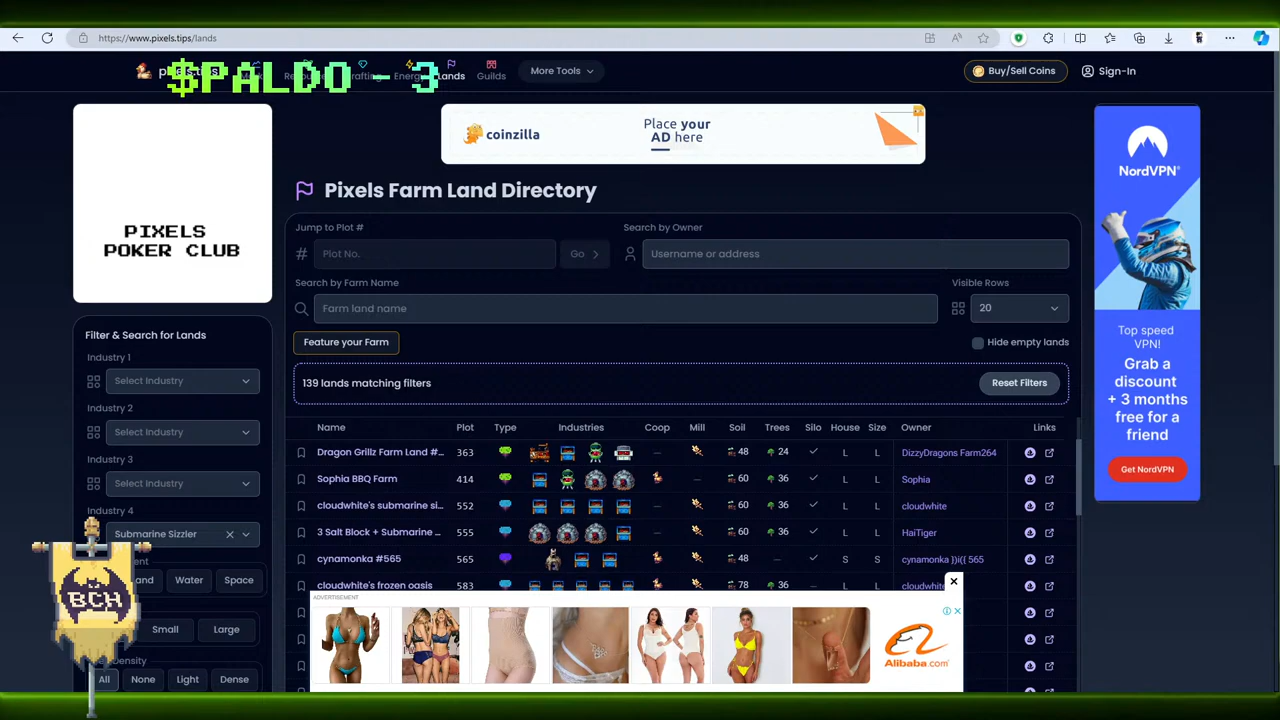 https://www.pixels.tips/lands
pixels.tips
Lands
Guilds
More Tools
Buy/Sell Coins
Sign-In
$PALDO - 3
PIXELS
POKER CLUB
coinzilla
Place your
AD here
NordVPN®
Top speed
VPN!
Grab a
discount
+ 3 months
free for a
friend
Get NordVPN
Pixels Farm Land Directory
Jump to Plot #
Search by Owner
# Plot No.
Go
Username or address
Search by Farm Name
Visible Rows
Farm land name
20
Feature your Farm
Hide empty lands
139 lands matching filters
Reset Filters
Filter & Search for Lands
Industry 1
Select Industry
Industry 2
Select Industry
Industry 3
Select Industry
Industry 4
Submarine Sizzler
Water
Space
Small
Large
Density
All
None
Light
Dense
BCH
Name Plot Type Industries Coop Mill Soil Trees Silo House Size Owner Links
Dragon Grillz Farm Land #... 363 — 48 24 L L DizzyDragons Farm264
Sophia BBQ Farm 414 — 60 36 L L Sophia
cloudwhite's submarine si... 552 — 60 36 L L cloudwhite
3 Salt Block + Submarine ... 555 — 60 36 L L HaiTiger
cynamonka #565 565 48 — S S cynamonka })i({ 565
cloudwhite's frozen oasis 583 78 36 — L L cloudwhite
ADVERTISEMENT
Alibaba.com